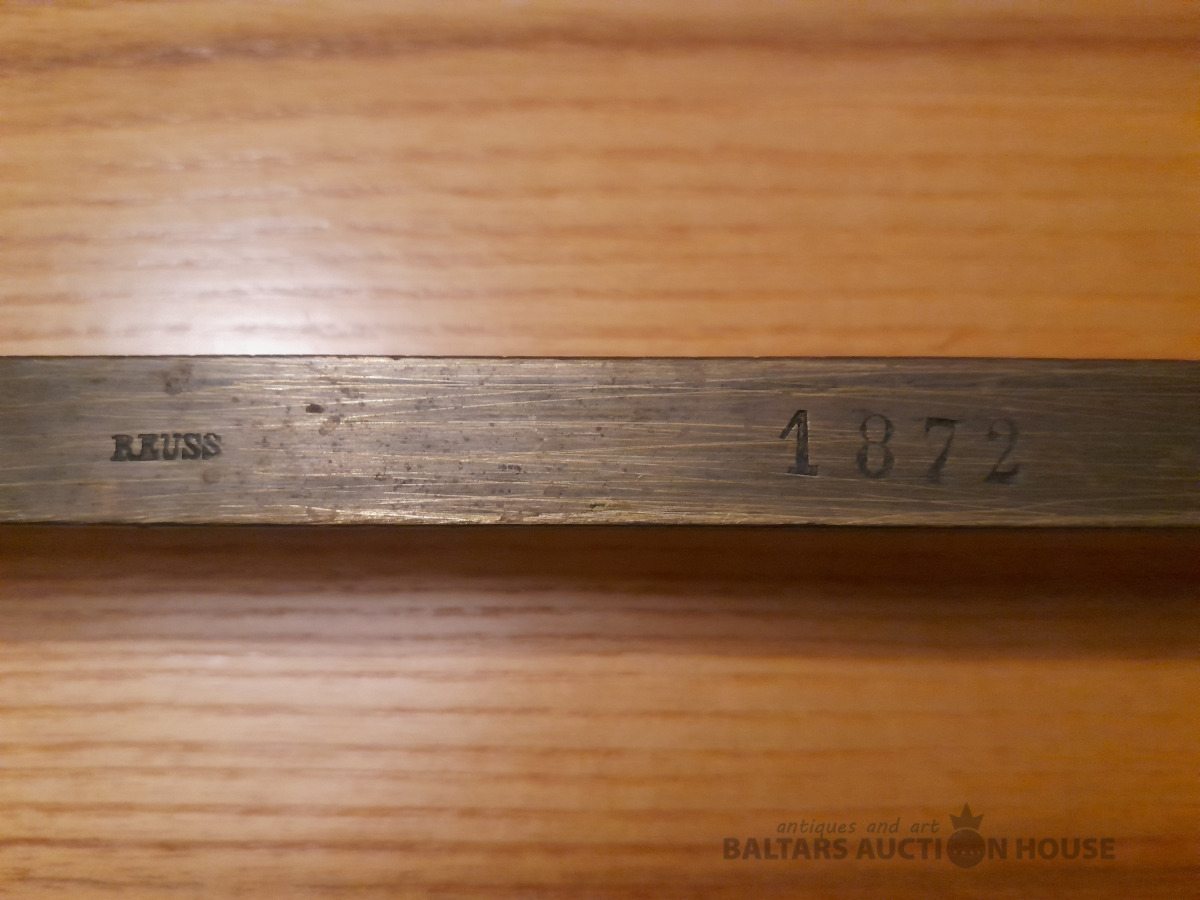 REUSS 1872
antiques and art
BALTARS AUCTION HOUSE